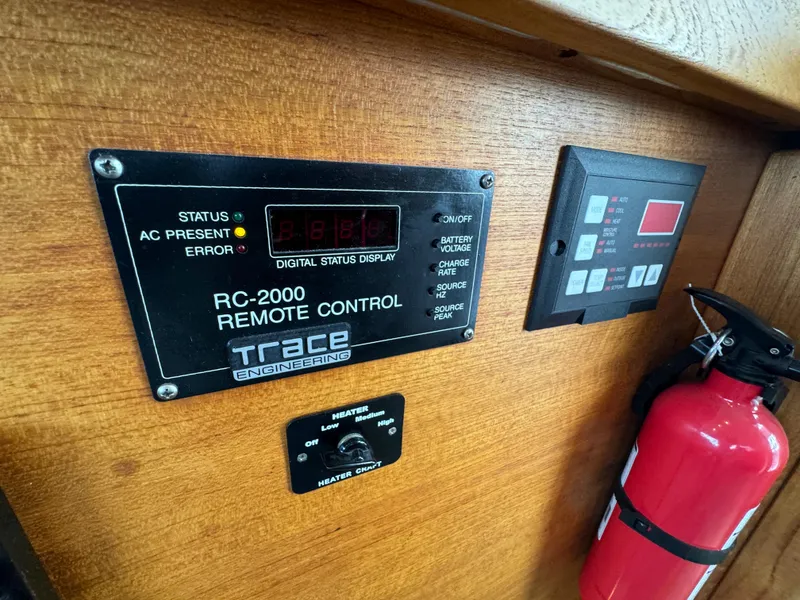 STATUS
AC PRESENT
ERROR
DIGITAL STATUS DISPLAY
ON/OFF
BATTERY
VOLTAGE
CHARGE
RATE
SOURCE
HZ
SOURCE
PEAK
RC-2000
REMOTE CONTROL
TRACE
ENGINEERING
AUTO
COOL
HEAT
AUTO
MANUAL
HEATER
Off
Low
Medium
High
HEATER CRAFT